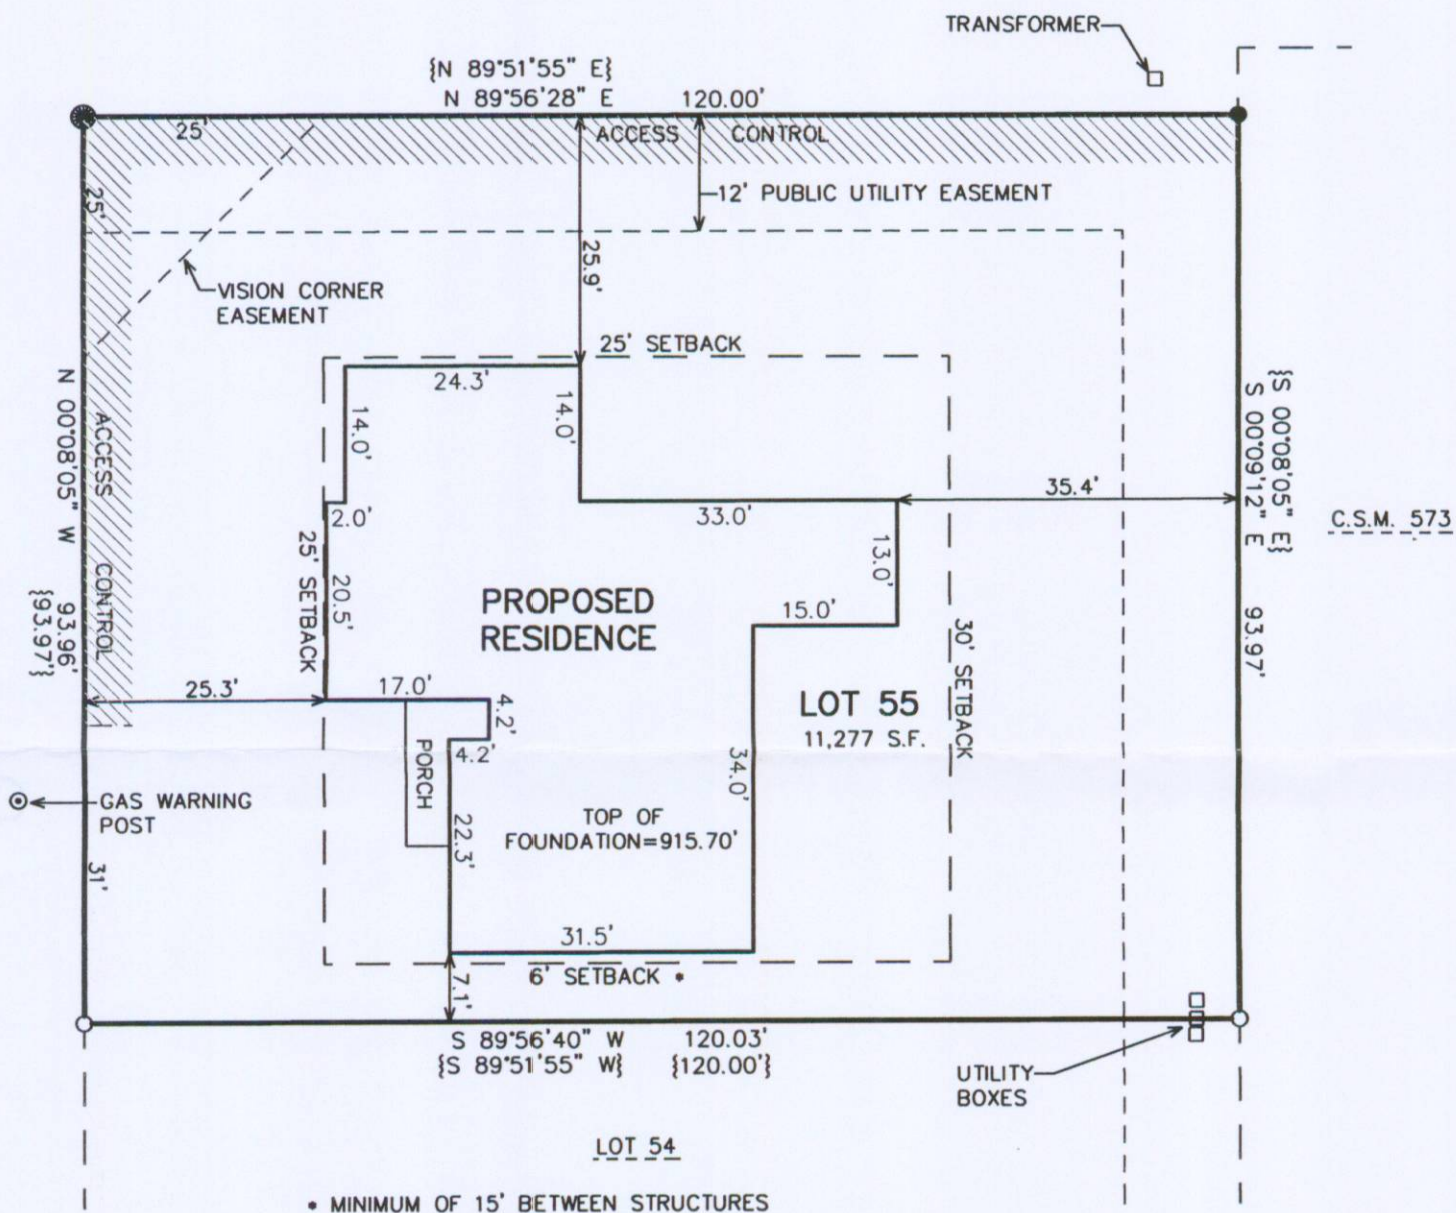 TRANSFORMER
{N 89°51'55" E}
N 89°56'28" E 120.00'
25'
ACCESS CONTROL
12' PUBLIC UTILITY EASEMENT
25'
VISION CORNER
EASEMENT
25.9'
25' SETBACK
24.3'
14.0'
14.0'
2.0'
33.0'
35.4'
13.0'
15.0'
N 00°08'05" W 93.96'
{93.97'}
ACCESS CONTROL
25' SETBACK
20.5'
PROPOSED
RESIDENCE
{S 00°08'05" E}
S 00°09'12" E 93.97'
C.S.M. 573
30' SETBACK
25.3'
17.0'
4.2'
4.2'
PORCH
LOT 55
11,277 S.F.
34.0'
GAS WARNING
POST
22.3'
TOP OF
FOUNDATION=915.70'
31'
31.5'
6' SETBACK *
7.1'
S 89°56'40" W 120.03'
{S 89°51'55" W} {120.00'}
UTILITY
BOXES
LOT 54
* MINIMUM OF 15' BETWEEN STRUCTURES